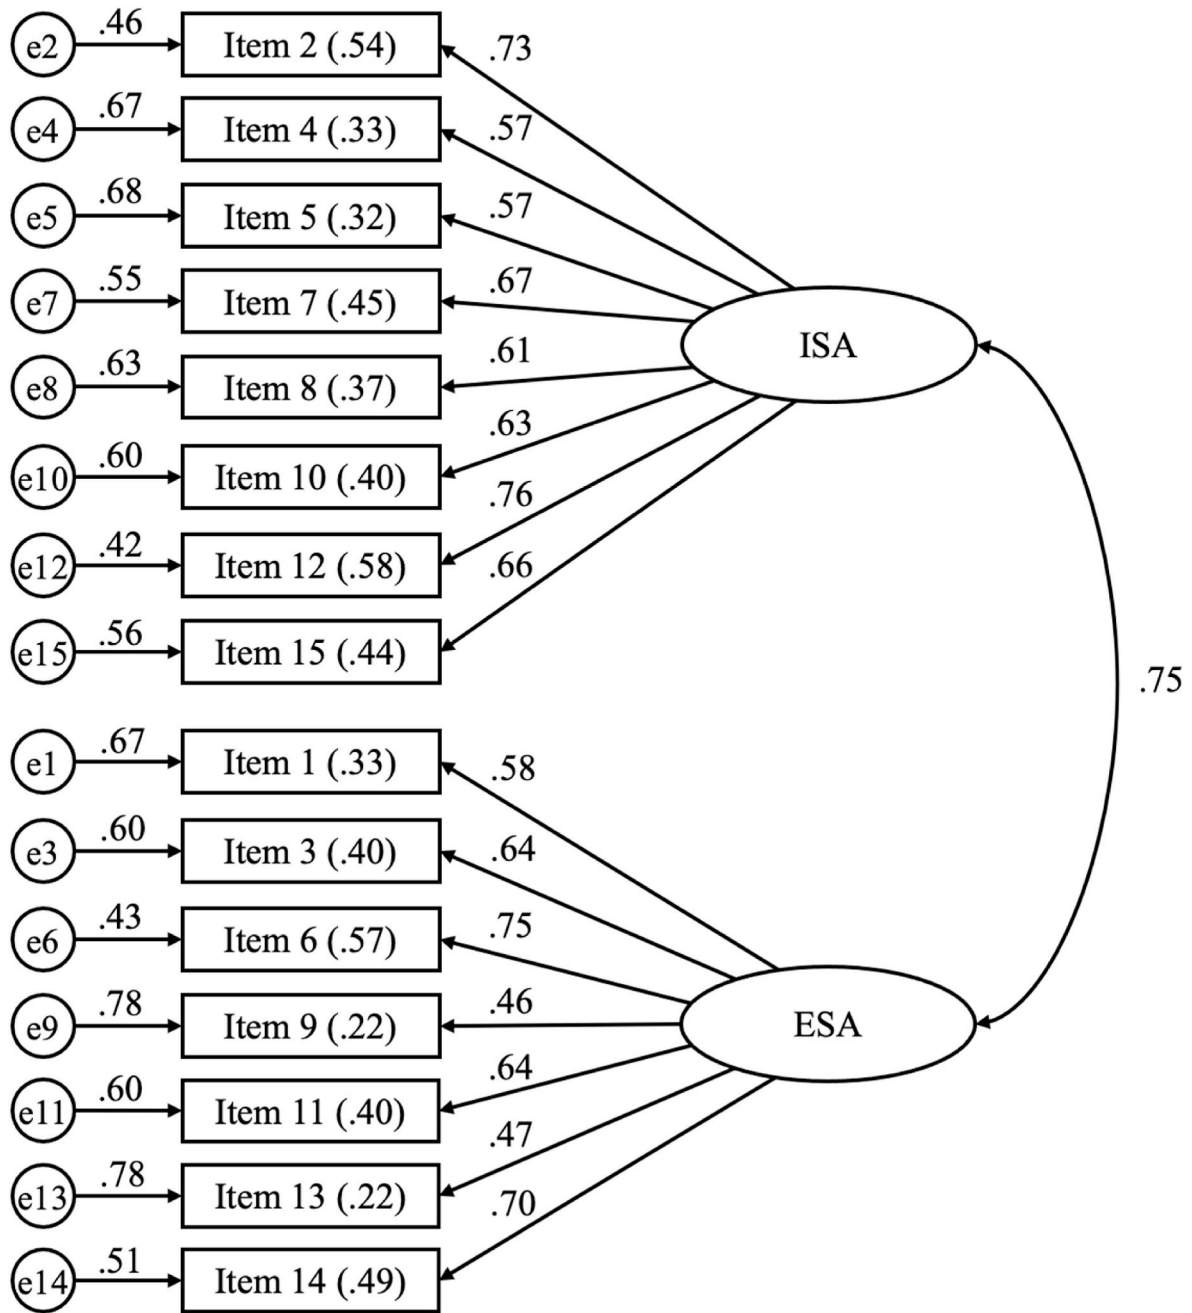 e2 .46 Item 2 (.54) .73
e4 .67 Item 4 (.33) .57
e5 .68 Item 5 (.32) .57
e7 .55 Item 7 (.45) .67
ISA
e8 .63 Item 8 (.37) .61
e10 .60 Item 10 (.40) .63
e12 .42 Item 12 (.58) .76
e15 .56 Item 15 (.44) .66
.75
e1 .67 Item 1 (.33) .58
e3 .60 Item 3 (.40) .64
e6 .43 Item 6 (.57) .75
e9 .78 Item 9 (.22) .46 ESA
e11 .60 Item 11 (.40) .64
e13 .78 Item 13 (.22) .47
e14 .51 Item 14 (.49) .70